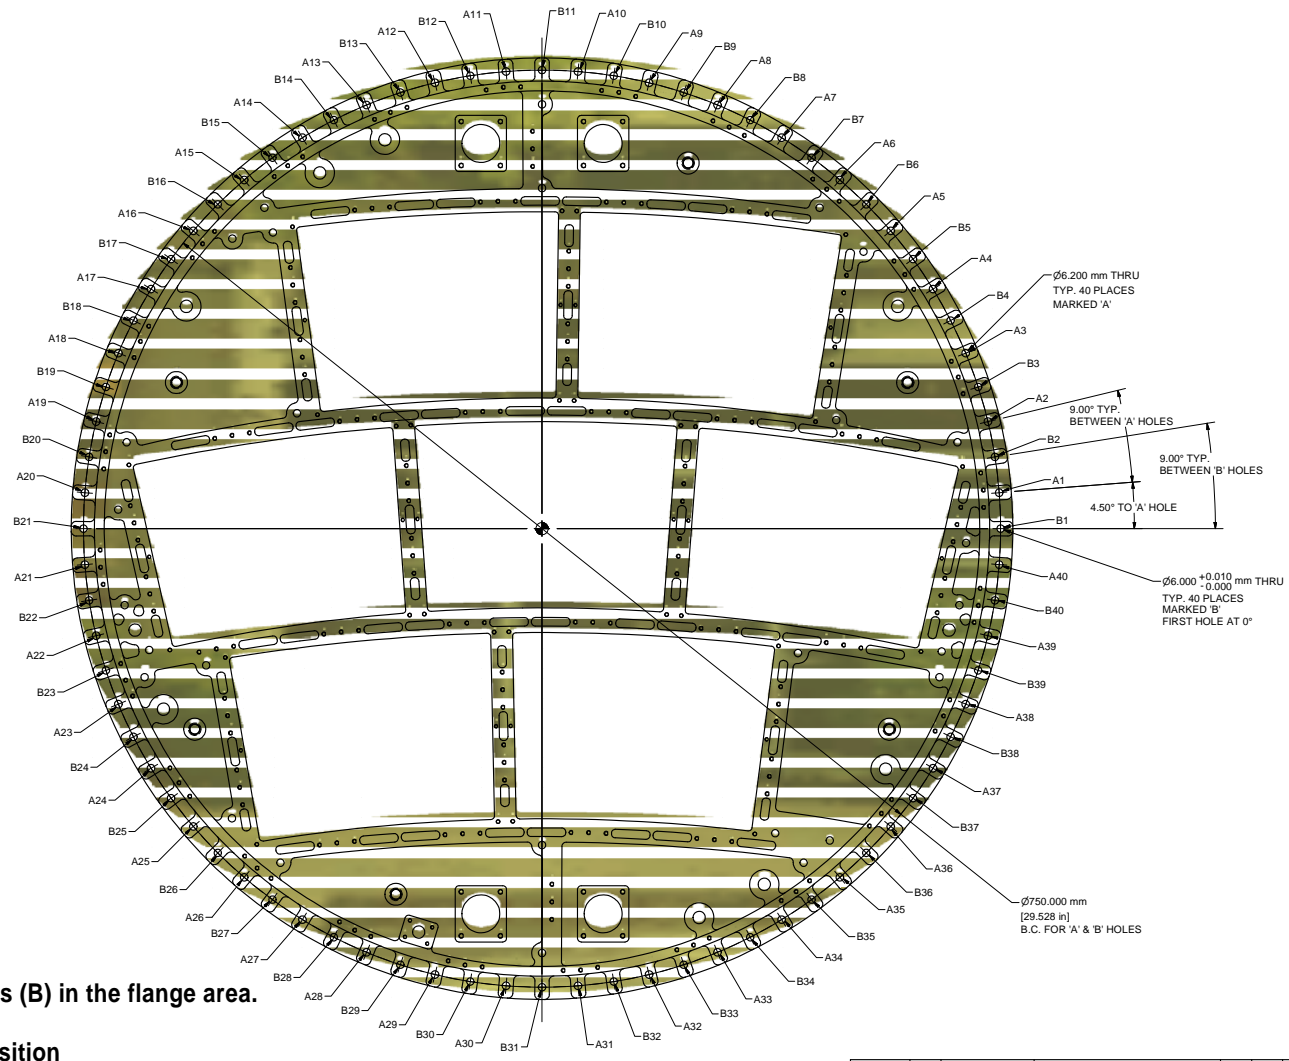 A11
B11
A10
B12
B10
A12
A9
B13
B9
A13
A8
B14
B8
A14
A7
B15
B7
A15
A6
B16
B6
A16
A5
B17
B5
A17
A4
B18
B4
A18
A3
B19
B3
A19
A2
B20
B2
A20
A1
B21
B1
A21
A40
B22
B40
A22
A39
B23
B39
A23
A38
B24
B38
A24
A37
B25
B37
A25
A36
B26
B36
A26
A35
B27
B35
A27
A34
B28
B34
A28
A33
B29
B33
A29
A32
B30
B32
A30
A31
B31
Ø6.200 mm THRU
TYP. 40 PLACES
MARKED 'A'
9.00° TYP.
BETWEEN 'A' HOLES
9.00° TYP.
BETWEEN 'B' HOLES
4.50° TO 'A' HOLE
Ø6.000 +0.010 -0.000 mm THRU
TYP. 40 PLACES
MARKED 'B'
FIRST HOLE AT 0°
Ø750.000 mm
[29.528 in]
B.C. FOR 'A' & 'B' HOLES
s (B) in the flange area.
sition